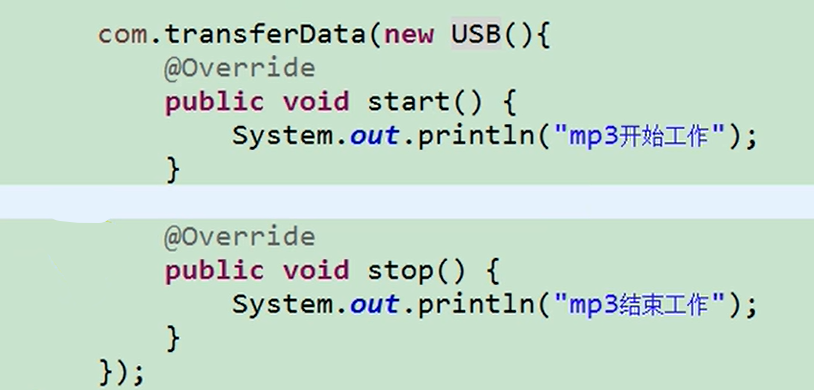 com.transferData(new USB(){
@Override
public void start() {
System.out.println("mp3开始工作");
}
@Override
public void stop() {
System.out.println("mp3结束工作");
}
});